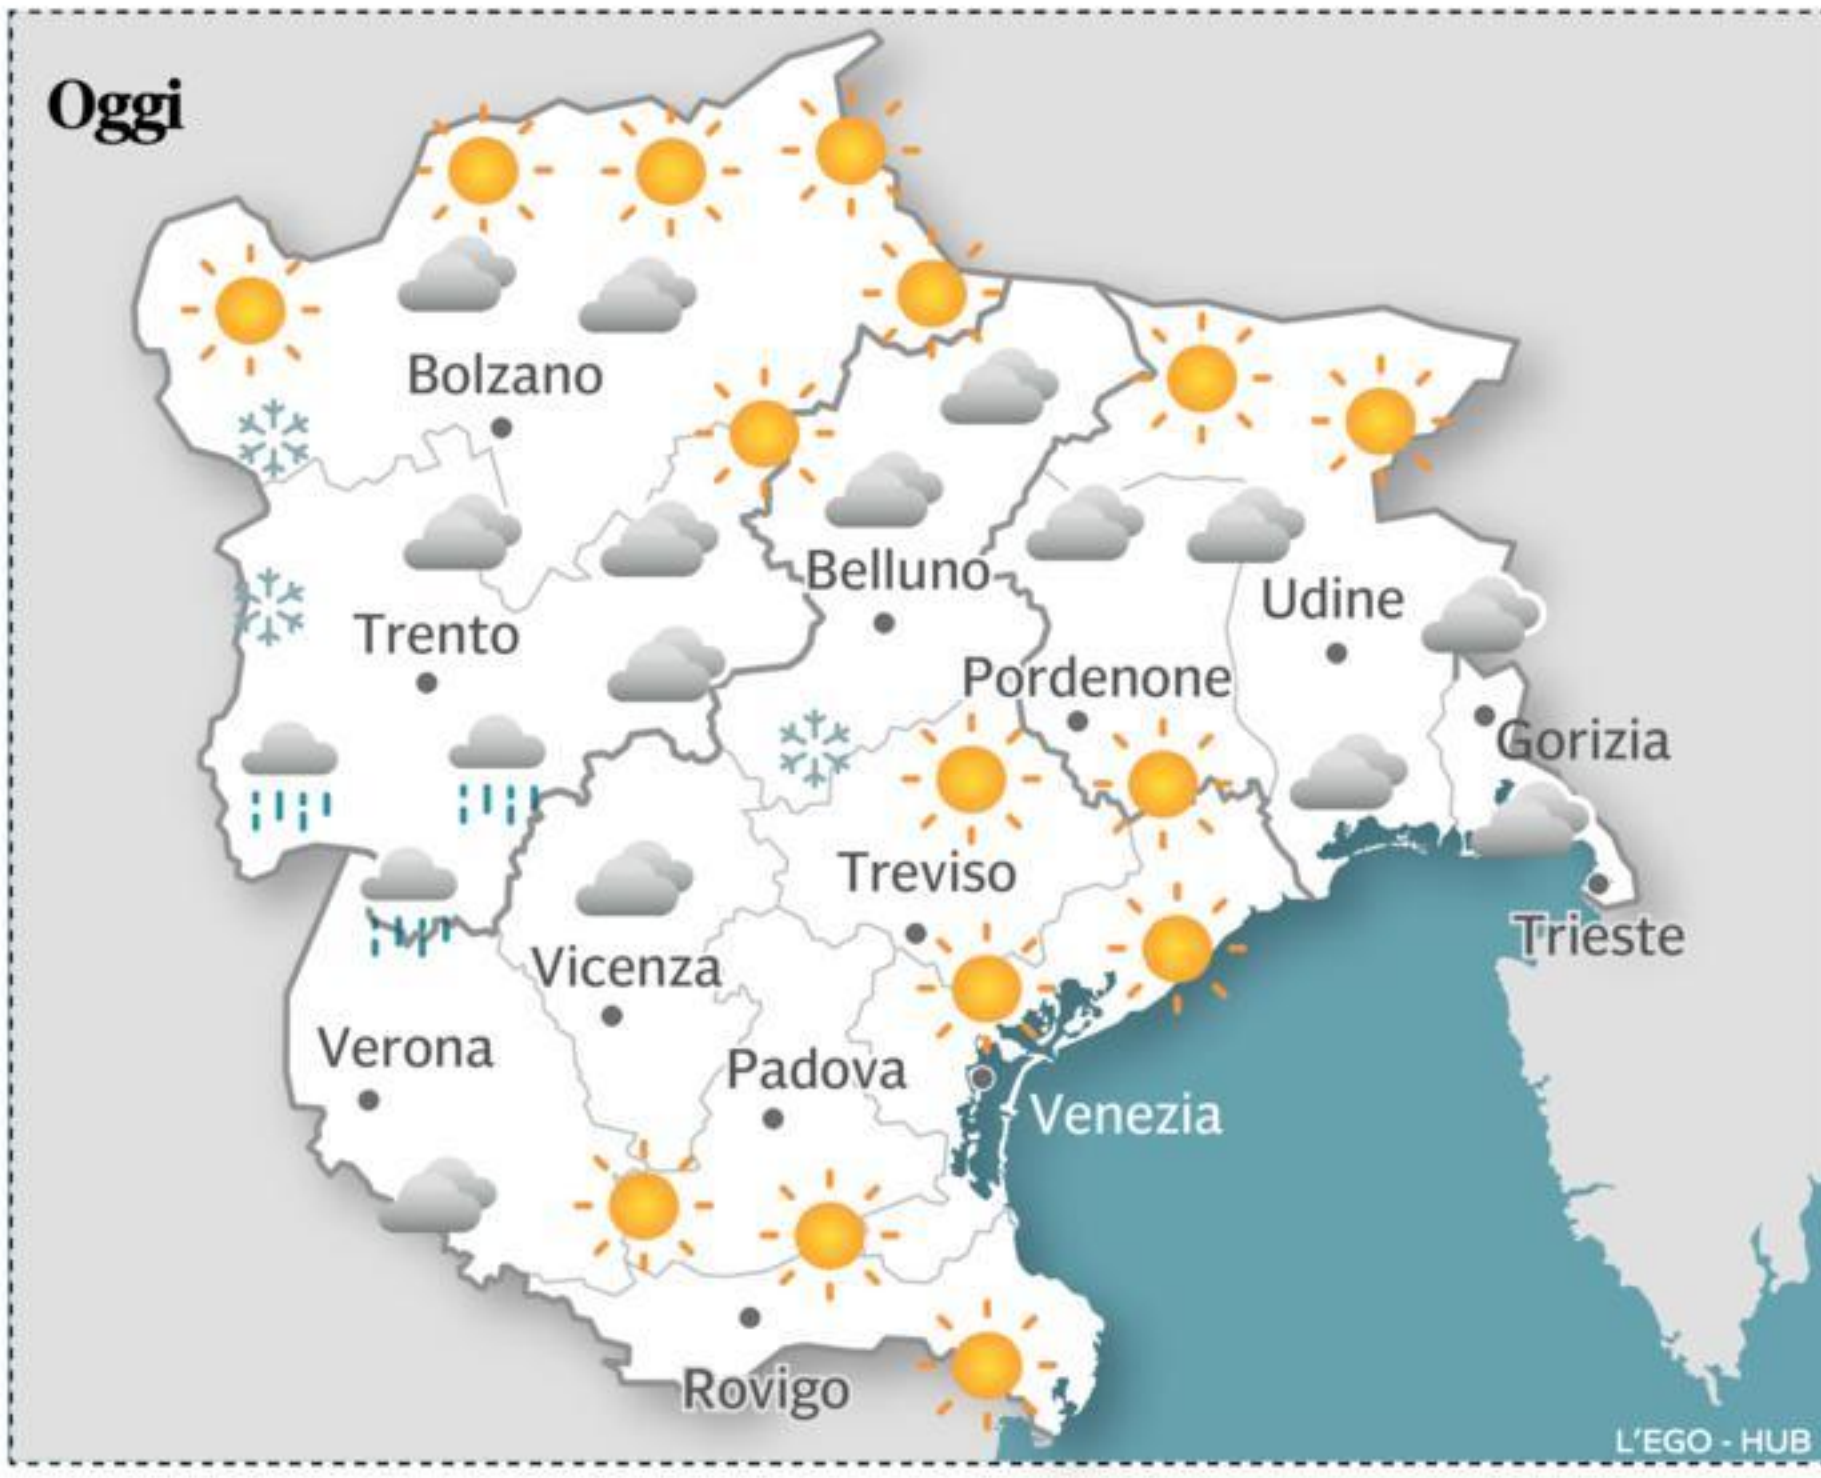 Oggi
Bolzano
Belluno
Udine
Trento
Pordenone
Gorizia
Treviso
Trieste
Vicenza
Verona
Padova
Venezia
Rovigo
L'EGO - HUB